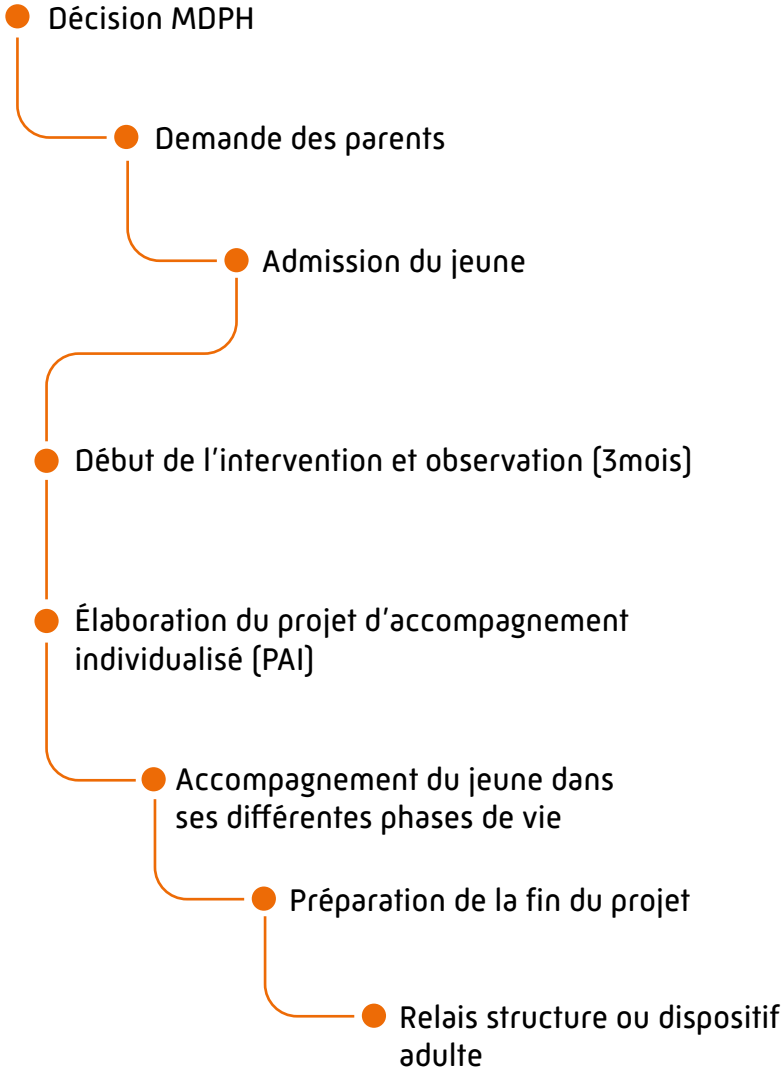 Décision MDPH
Demande des parents
Admission du jeune
Début de l'intervention et observation (3mois)
Élaboration du projet d'accompagnement
individualisé (PAI)
Accompagnement du jeune dans
ses différentes phases de vie
Préparation de la fin du projet
Relais structure ou dispositif
adulte